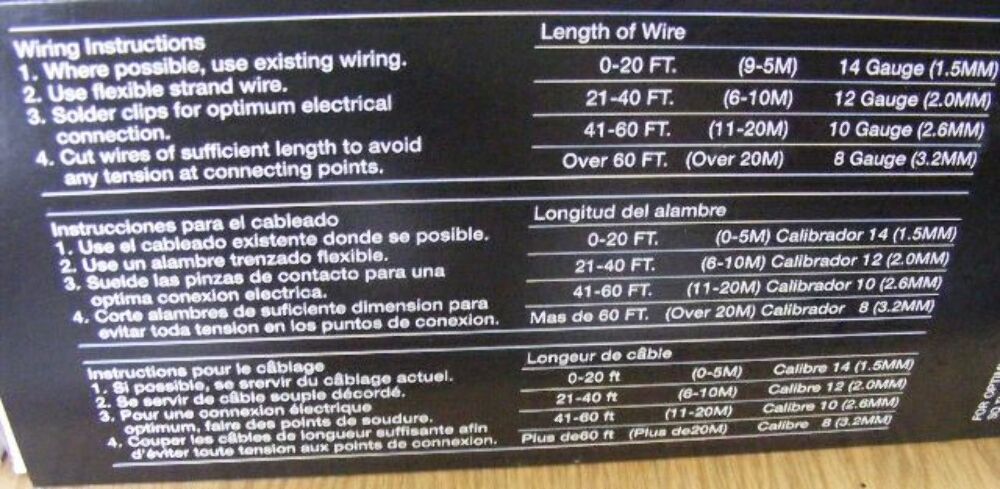 Wiring Instructions
1. Where possible, use existing wiring.
2. Use flexible strand wire.
3. Solder clips for optimum electrical
connection.
4. Cut wires of sufficient length to avoid
any tension at connecting points.
Length of Wire
0-20 FT. (9-5M) 14 Gauge (1.5MM)
21-40 FT. (6-10M) 12 Gauge (2.0MM)
41-60 FT. (11-20M) 10 Gauge (2.6MM)
Over 60 FT. (Over 20M) 8 Gauge (3.2MM)
Instrucciones para el cableado
1. Use el cableado existente donde se posible.
2. Use un alambre trenzado flexible.
3. Suelde las pinzas de contacto para una
optima conexion electrica.
4. Corte alambres de suficiente dimension para
evitar toda tension en los puntos de conexion.
Longitud del alambre
0-20 FT. (0-5M) Calibrador 14 (1.5MM)
21-40 FT. (6-10M) Calibrador 12 (2.0MM)
41-60 FT. (11-20M) Calibrador 10 (2.6MM)
Mas de 60 FT. (Over 20M) Calibrador 8 (3.2MM)
Instructions pour le câblage
1. Si possible, se srervir du câblage actuel.
2. Se servir de câble souple décordé.
3. Pour une connexion électrique
optimum, faire des points de soudure.
4. Couper les câbles de longueur suffisante afin
d'éviter toute tension aux points de connexion.
Longeur de câble
0-20 ft (0-5M) Calibre 14 (1.5MM)
21-40 ft (6-10M) Calibre 12 (2.0MM)
41-60 ft (11-20M) Calibre 10 (2.6MM)
Plus de60 ft (Plus de20M) Calibre 8 (3.2MM)